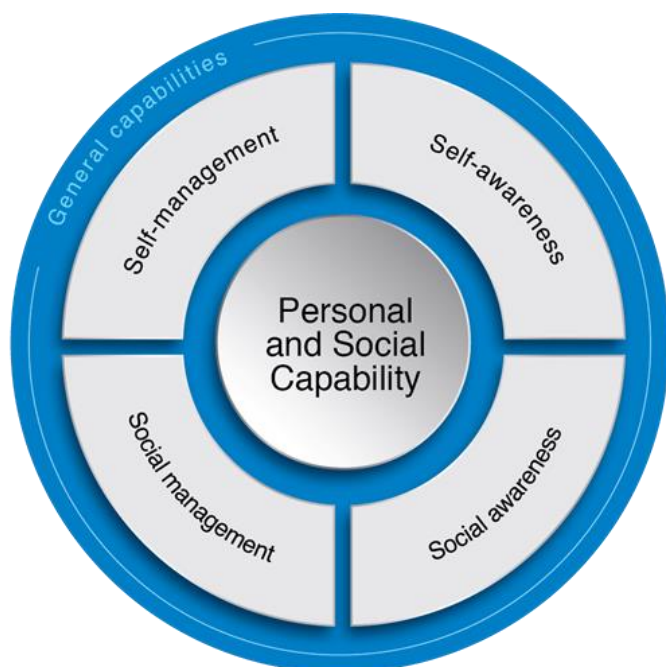 General capabilities
Self-management
Self-awareness
Personal
and Social
Capability
Social management
Social awareness